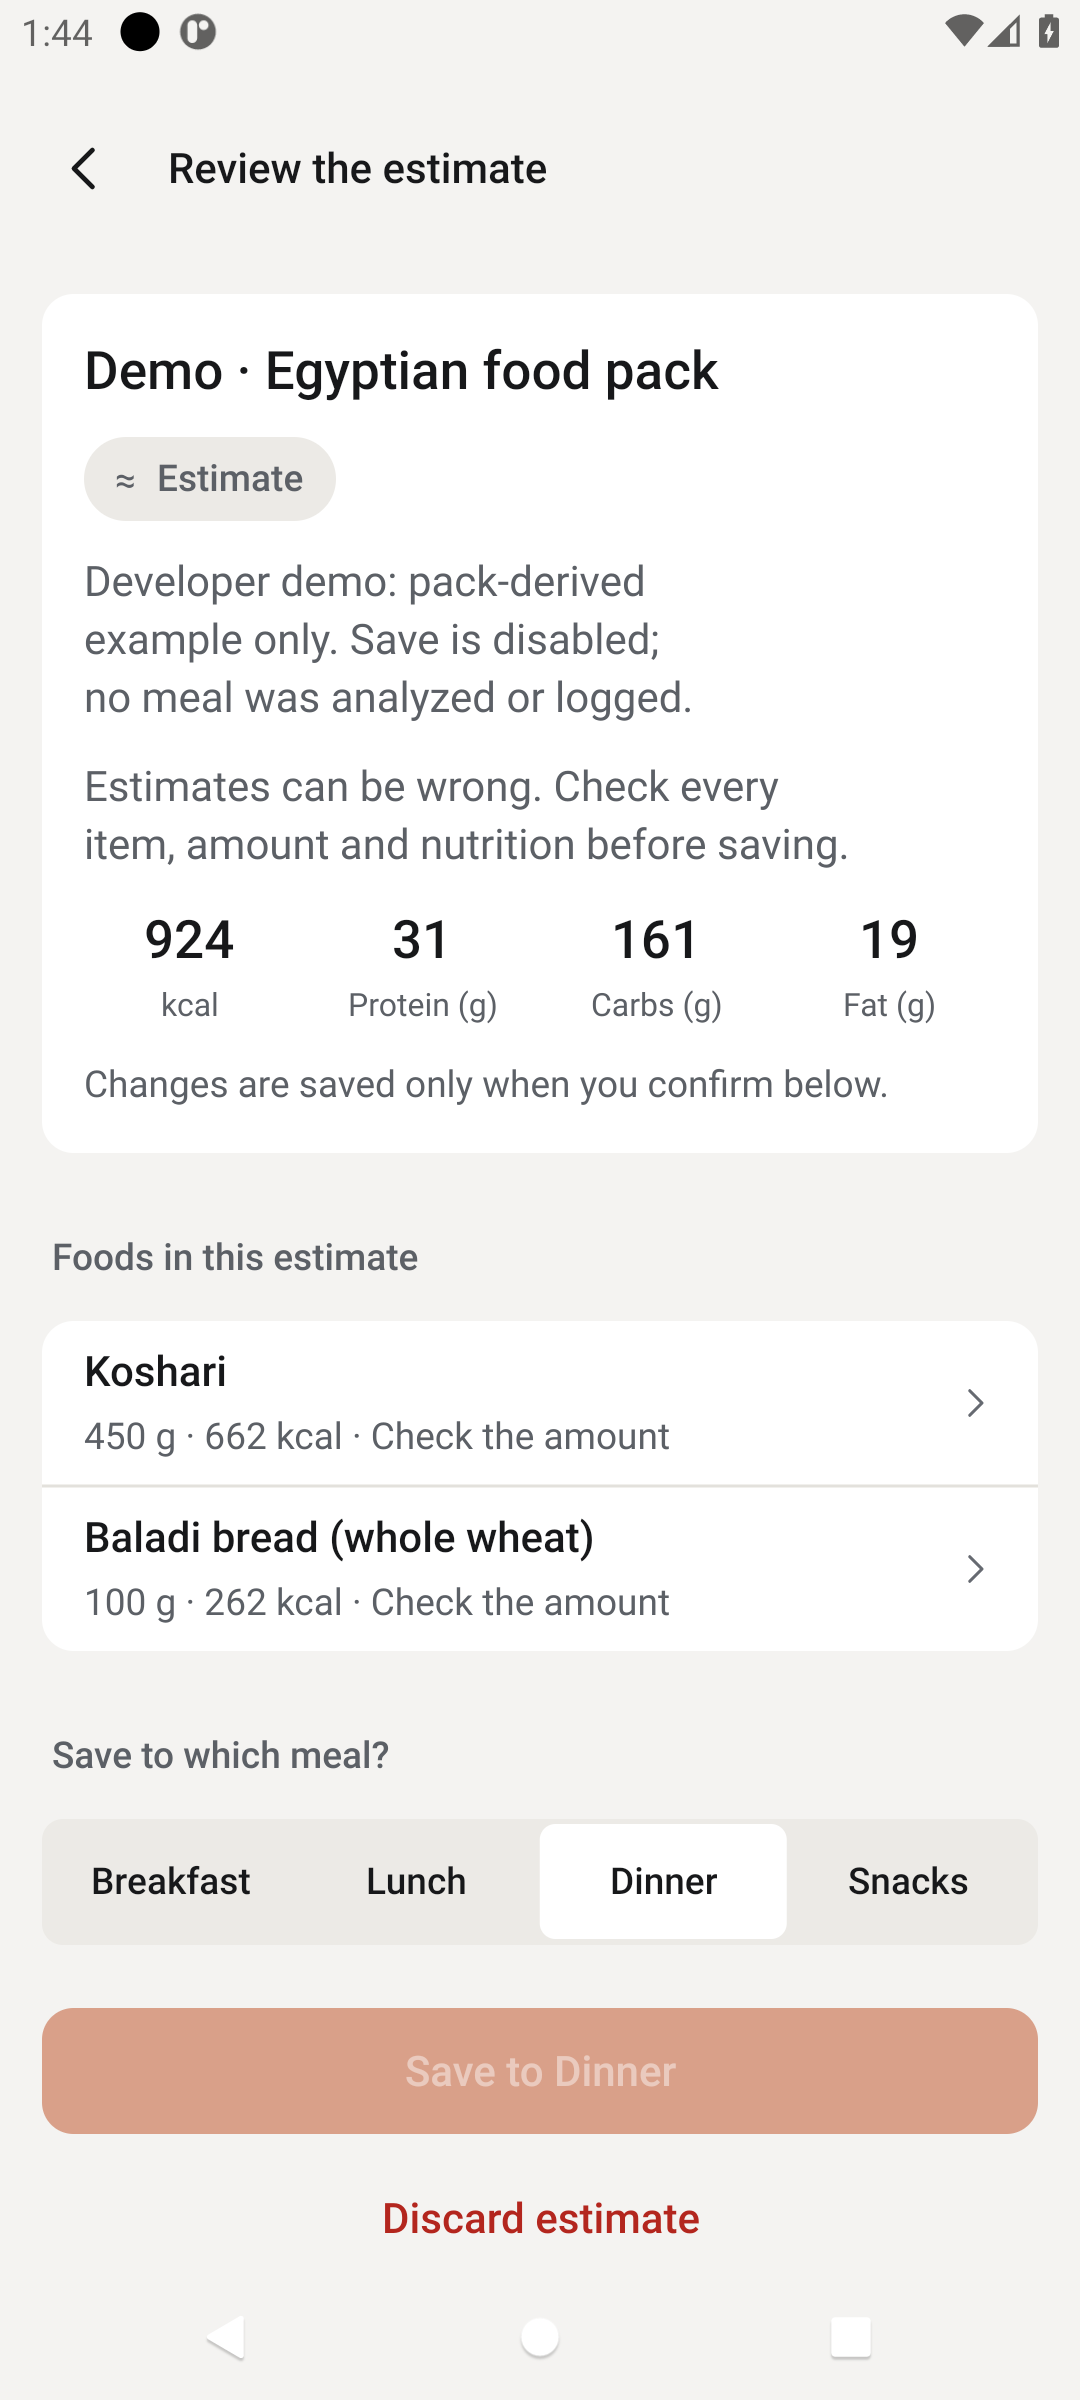 1:44
Review the estimate
Demo · Egyptian food pack
≈ Estimate
Developer demo: pack-derived
example only. Save is disabled;
no meal was analyzed or logged.
Estimates can be wrong. Check every
item, amount and nutrition before saving.
924 31 161 19
kcal Protein (g) Carbs (g) Fat (g)
Changes are saved only when you confirm below.
Foods in this estimate
Koshari
450 g · 662 kcal · Check the amount
Baladi bread (whole wheat)
100 g · 262 kcal · Check the amount
Save to which meal?
Breakfast Lunch Dinner Snacks
Save to Dinner
Discard estimate